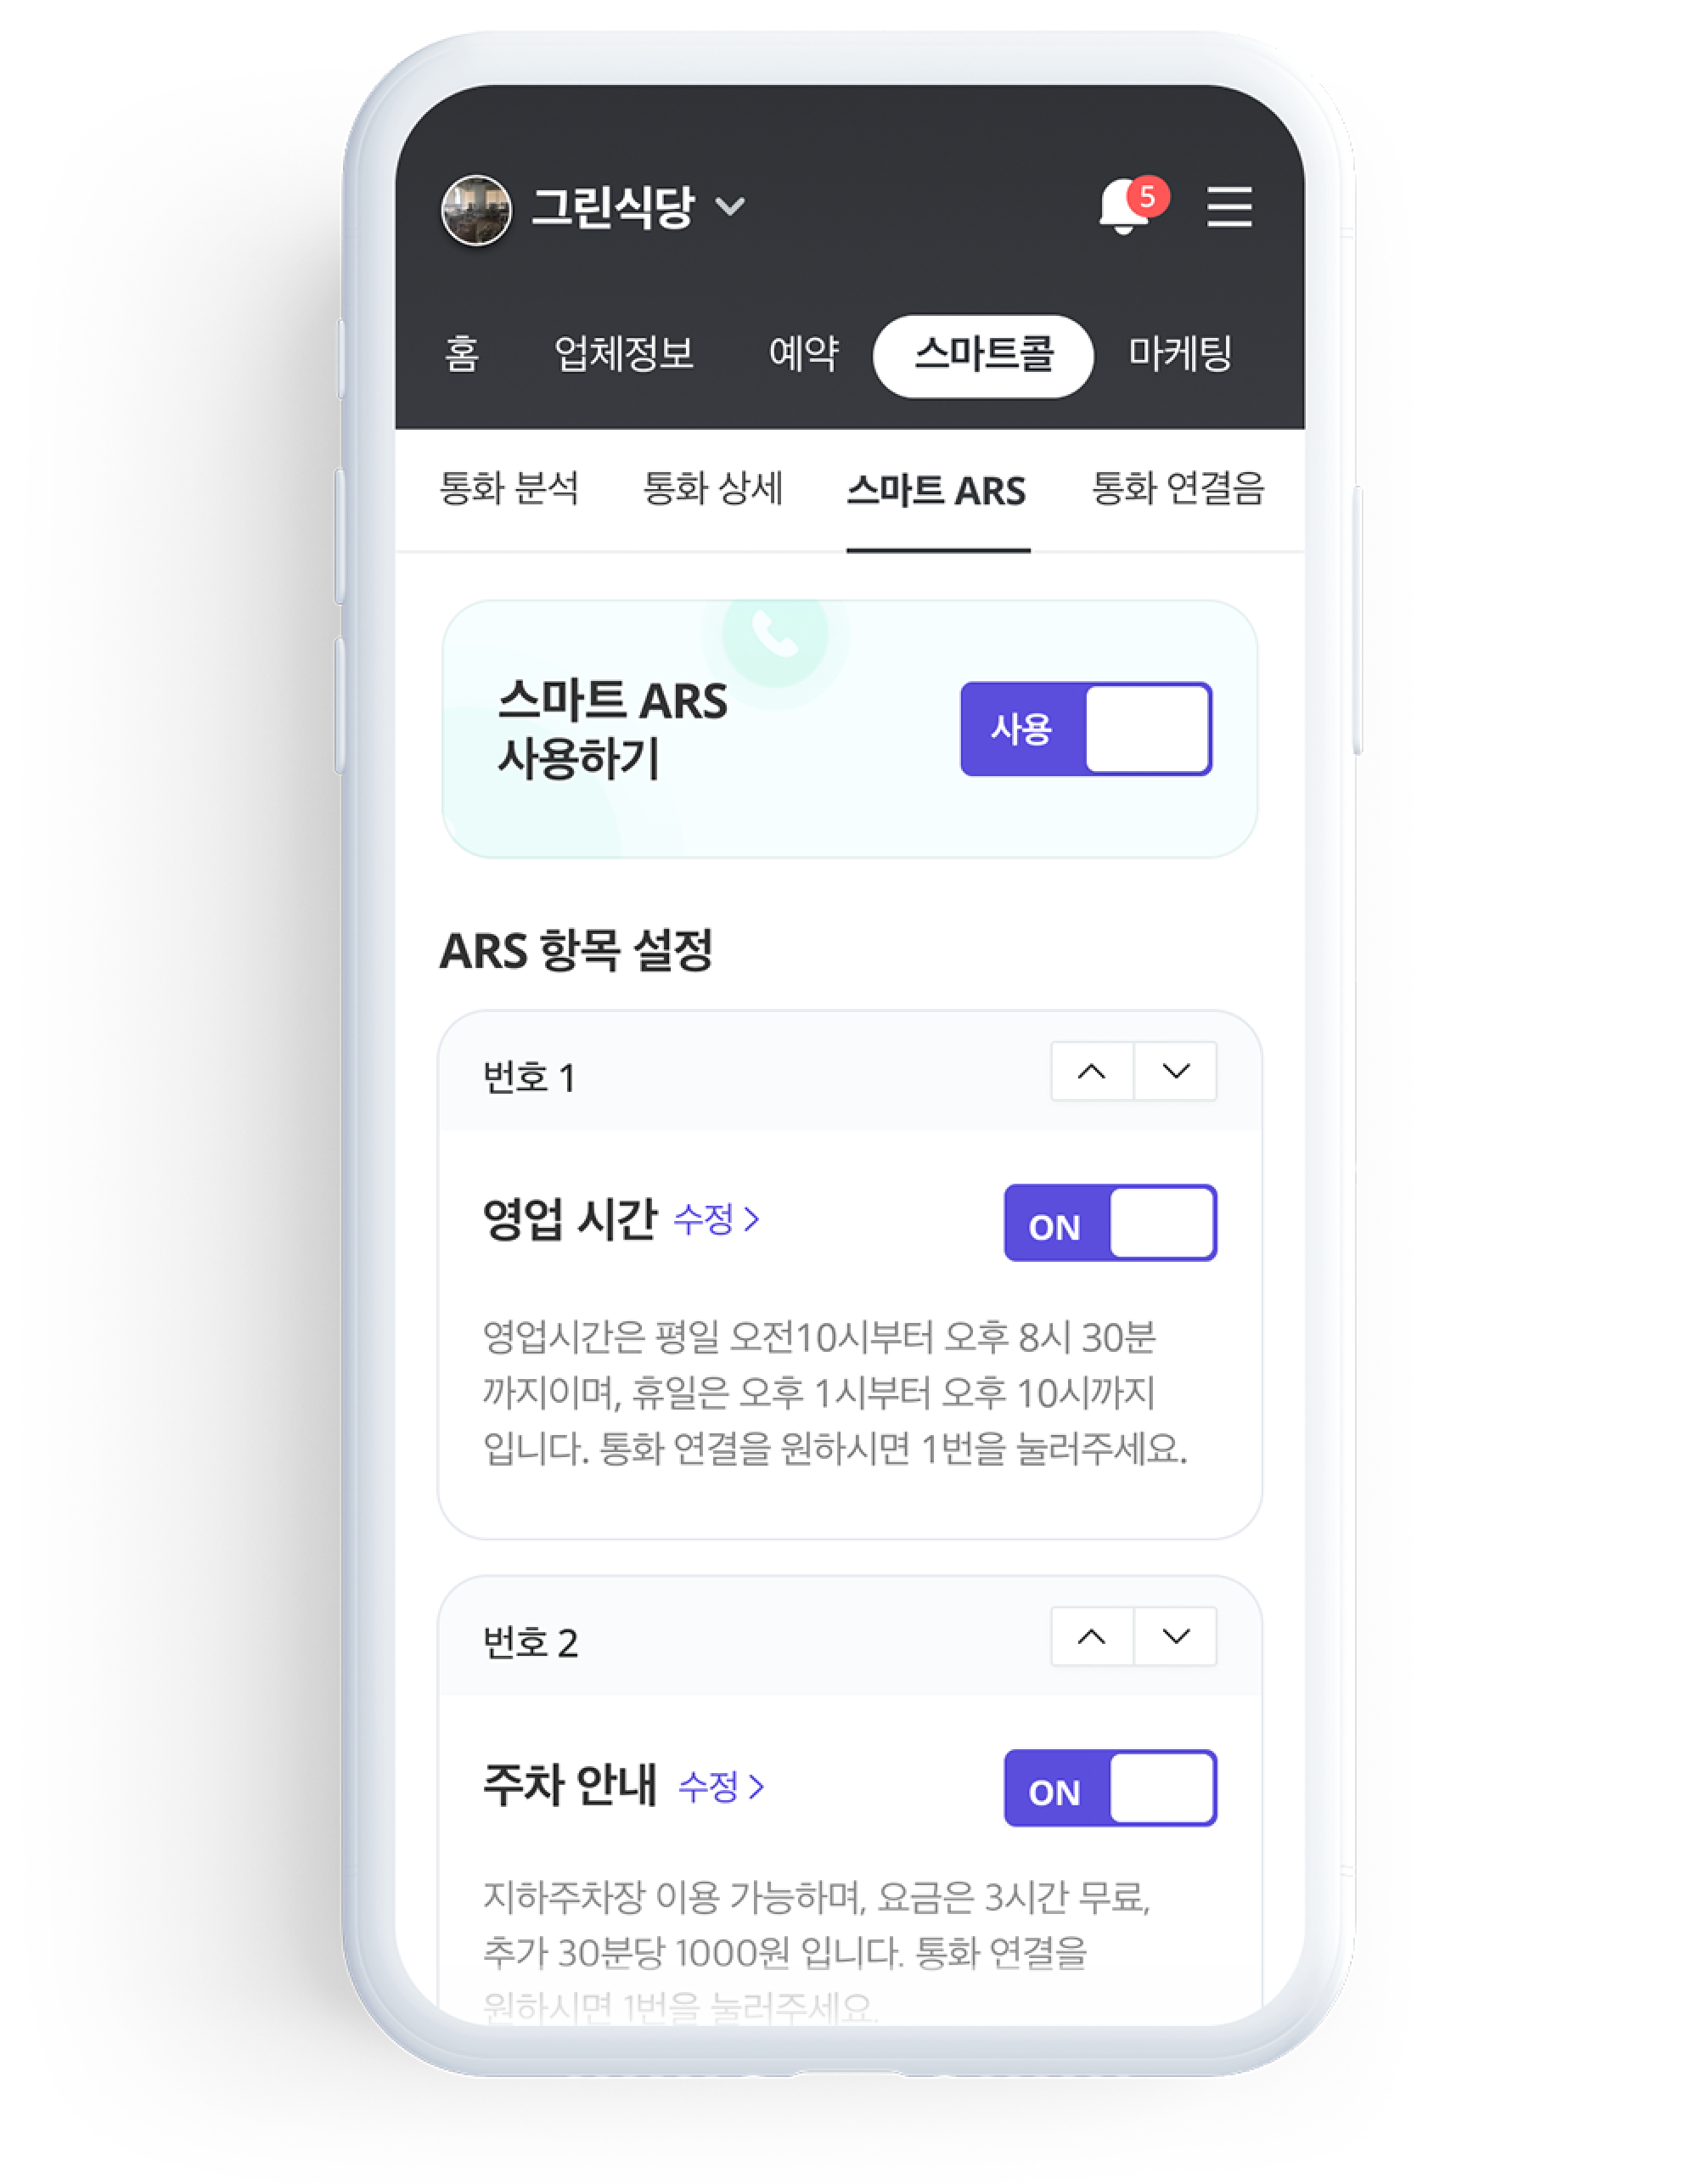 그린식당
5
홈 업체정보 예약 스마트콜 마케팅
통화 분석 통화 상세 스마트 ARS 통화 연결음
스마트 ARS
사용하기
사용
ARS 항목 설정
번호 1
영업 시간 수정 >
ON
영업시간은 평일 오전10시부터 오후 8시 30분
까지이며, 휴일은 오후 1시부터 오후 10시까지
입니다. 통화 연결을 원하시면 1번을 눌러주세요.
번호 2
주차 안내 수정 >
ON
지하주차장 이용 가능하며, 요금은 3시간 무료,
추가 30분당 1000원 입니다. 통화 연결을
원하시면 1번을 눌러주세요.